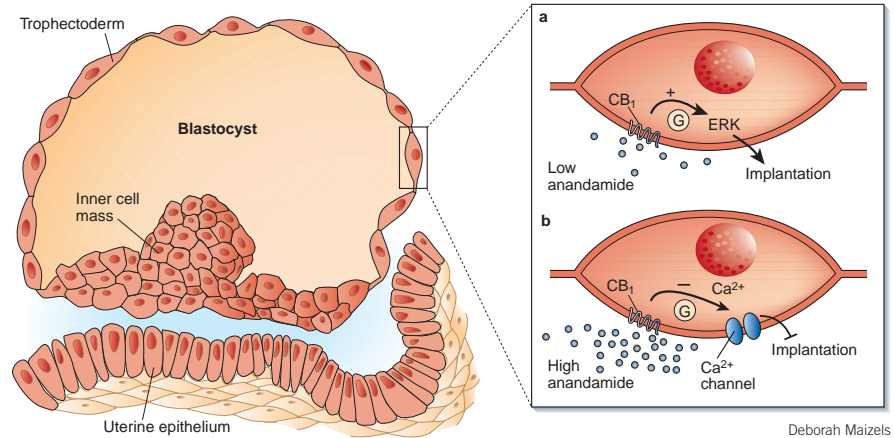 Trophectoderm
Blastocyst
Inner cell
mass
Uterine epithelium
a
CB₁
+
G
ERK
Low
anandamide
Implantation
b
CB₁
–
Ca²⁺
G
High
anandamide
Ca²⁺
channel
Implantation
Deborah Maizels